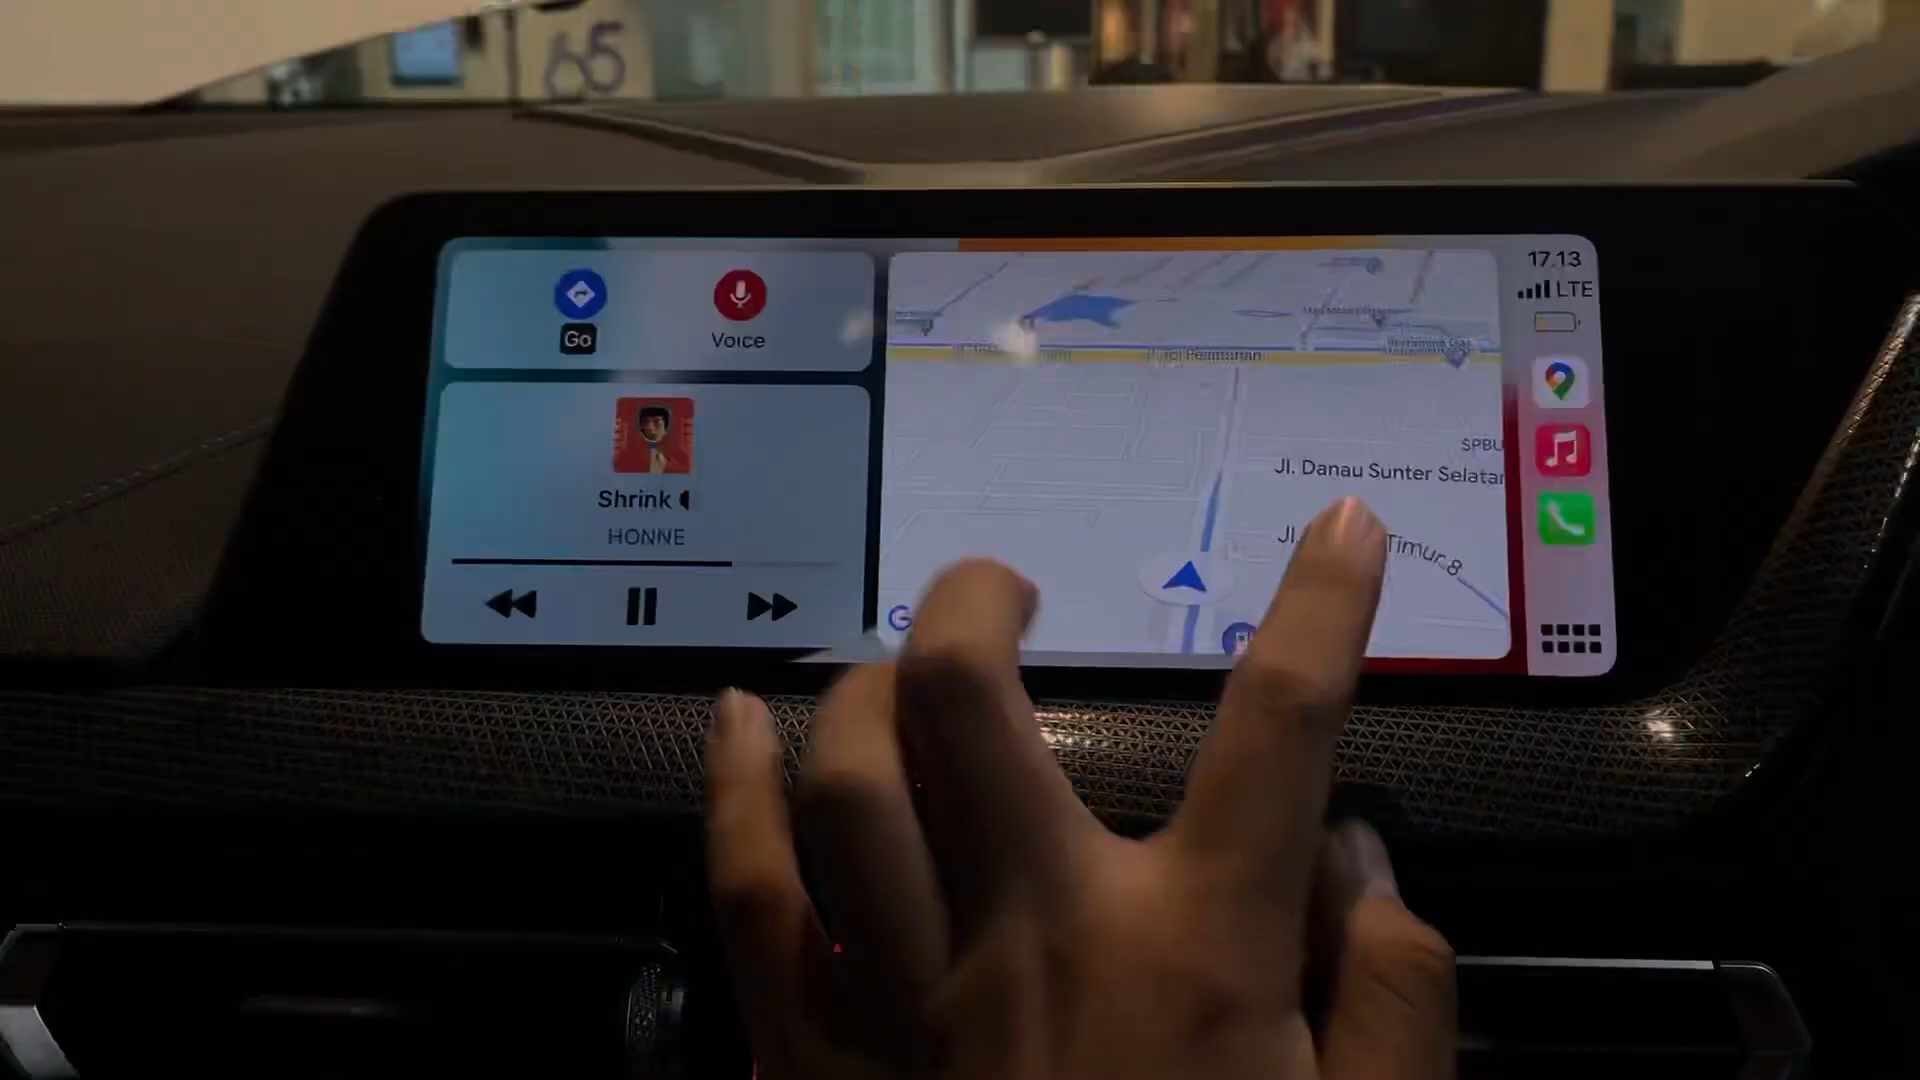 65
17.13
LTE
Go
Voice
SPBU
Jl. Danau Sunter Selatan
Shrink
HONNE
Jl.
Timur 8
G